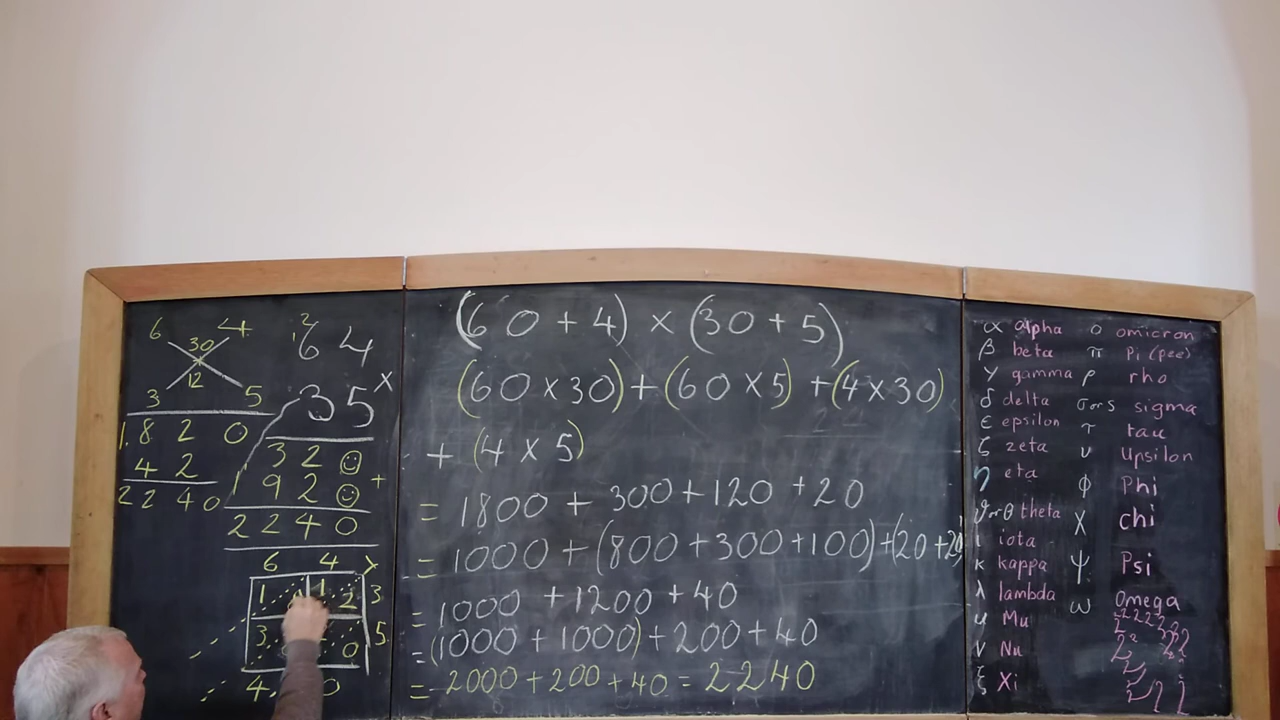 6 4
30
12
3 5
1.8 2 0
4 2
2 2 4 0
1 2
6 4
3 5 ×
3 2 ☺
1 9 2 ☺ +
2 2 4 0
6 4 ×
1 1 2 3
3 0 5
4 0
(60 + 4) × (30 + 5)
(60 × 30) + (60 × 5) + (4 × 30)
+ (4 × 5)
= 1800 + 300 + 120 + 20
= 1000 + (800 + 300 + 100) + (20 + 20)
= 1000 + 1200 + 40
= (1000 + 1000) + 200 + 40
= 2000 + 200 + 40 = 2240
α alpha ο omicron
β beta π Pi (pee)
γ gamma ρ rho
δ delta σ or s sigma
ε epsilon τ tau
ζ zeta υ upsilon
η eta φ Phi
ϑ or θ theta χ chi
ι iota
κ kappa ψ Psi
λ lambda ω Omega
μ Mu
ν Nu
ξ Xi